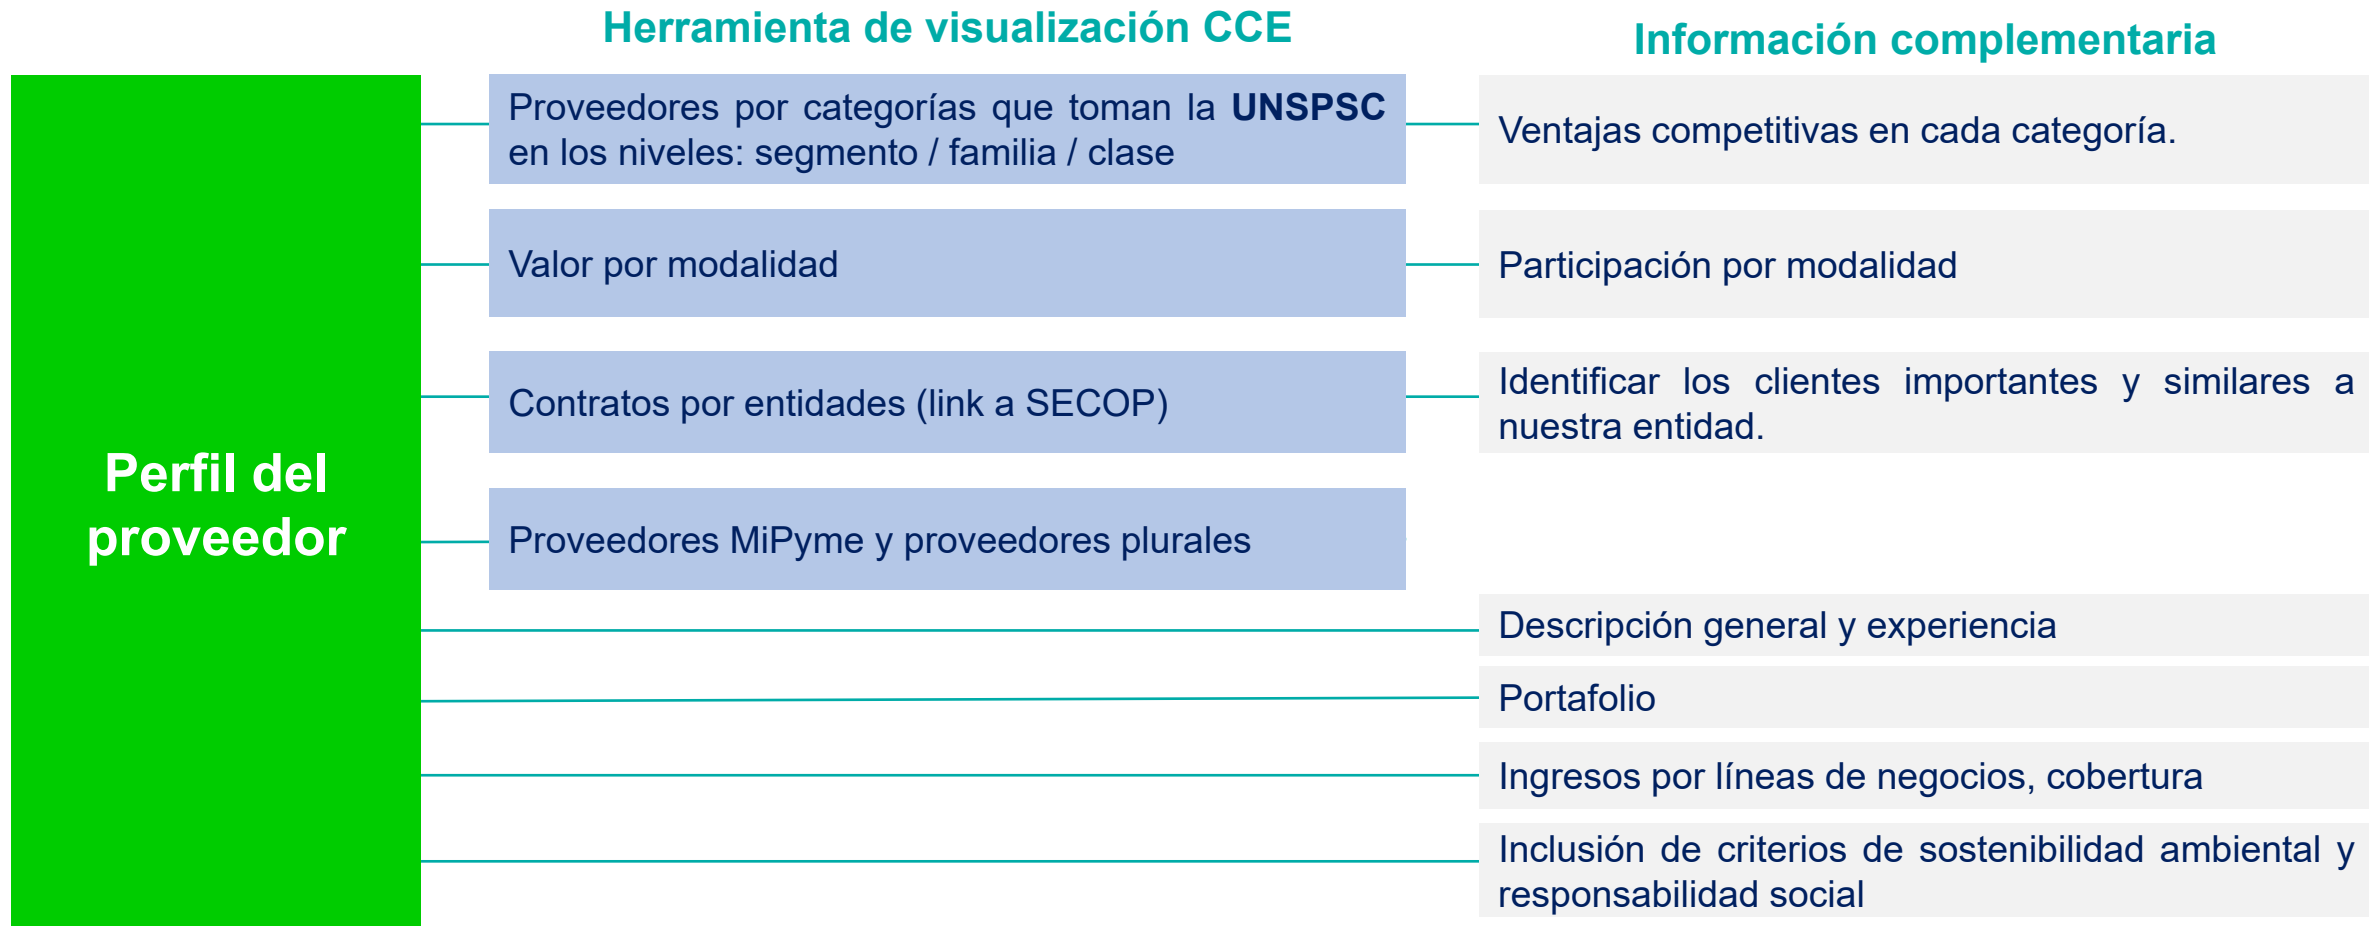 Herramienta de visualización CCE
Información complementaria
Perfil del
proveedor
Proveedores por categorías que toman la UNSPSC
en los niveles: segmento / familia / clase
Ventajas competitivas en cada categoría.
Valor por modalidad
Participación por modalidad
Contratos por entidades (link a SECOP)
Identificar los clientes importantes y similares a
nuestra entidad.
Proveedores MiPyme y proveedores plurales
Descripción general y experiencia
Portafolio
Ingresos por líneas de negocios, cobertura
Inclusión de criterios de sostenibilidad ambiental y
responsabilidad social